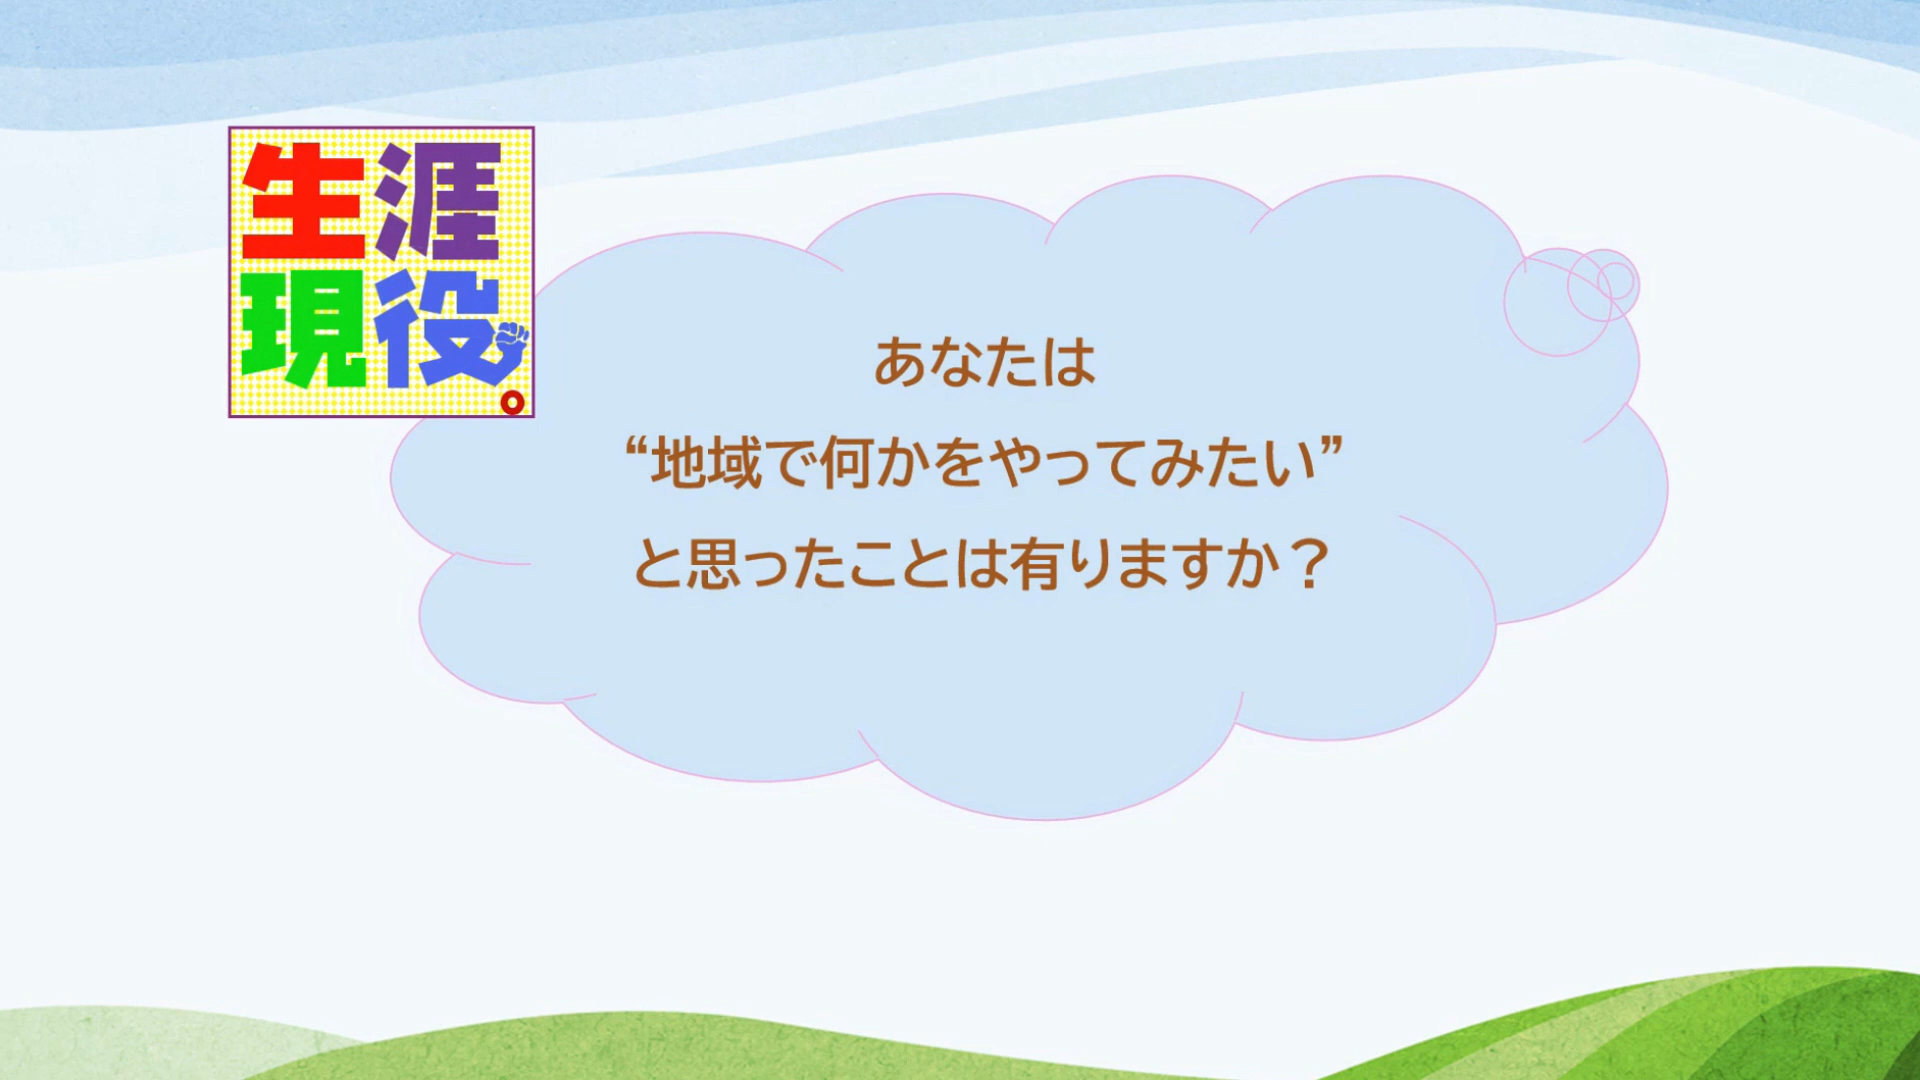 生涯
現役。
あなたは
“地域で何かをやってみたい”
と思ったことは有りますか？